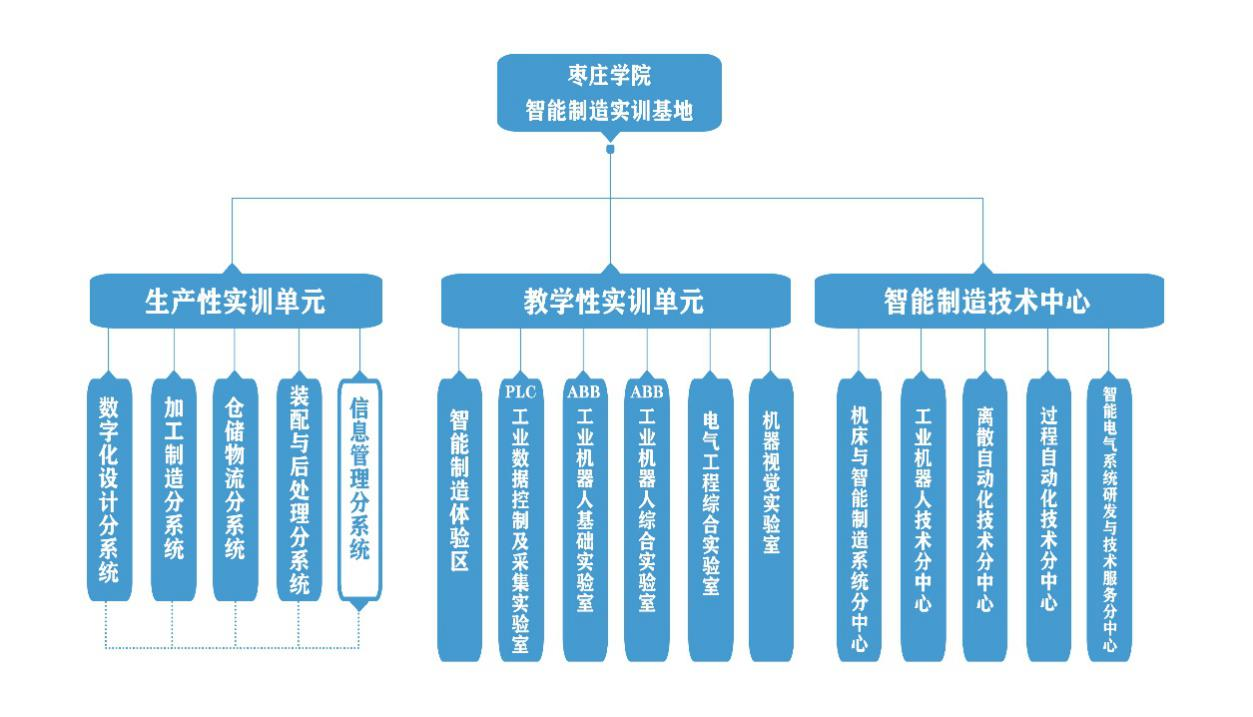 枣庄学院
智能制造实训基地
生产性实训单元
教学性实训单元
智能制造技术中心
数字化设计分系统
加工制造分系统
仓储物流分系统
装配与后处理分系统
信息管理分系统
智能制造体验区
PLC
工业数据控制及采集实验室
ABB
工业机器人基础实验室
ABB
工业机器人综合实验室
电气工程综合实验室
机器视觉实验室
机床与智能制造系统分中心
工业机器人技术分中心
离散自动化技术分中心
过程自动化技术分中心
智能电气系统研发与技术服务分中心